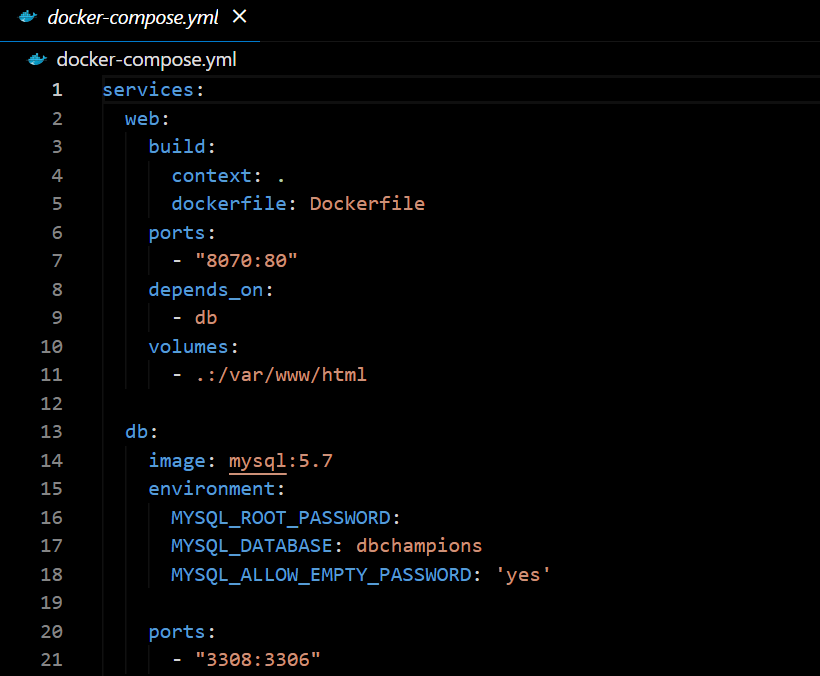 docker-compose.yml ×
docker-compose.yml
1 services:
2   web:
3     build:
4       context: .
5       dockerfile: Dockerfile
6     ports:
7       - "8070:80"
8     depends_on:
9       - db
10     volumes:
11       - .:/var/www/html
12
13   db:
14     image: mysql:5.7
15     environment:
16       MYSQL_ROOT_PASSWORD:
17       MYSQL_DATABASE: dbchampions
18       MYSQL_ALLOW_EMPTY_PASSWORD: 'yes'
19
20     ports:
21       - "3308:3306"